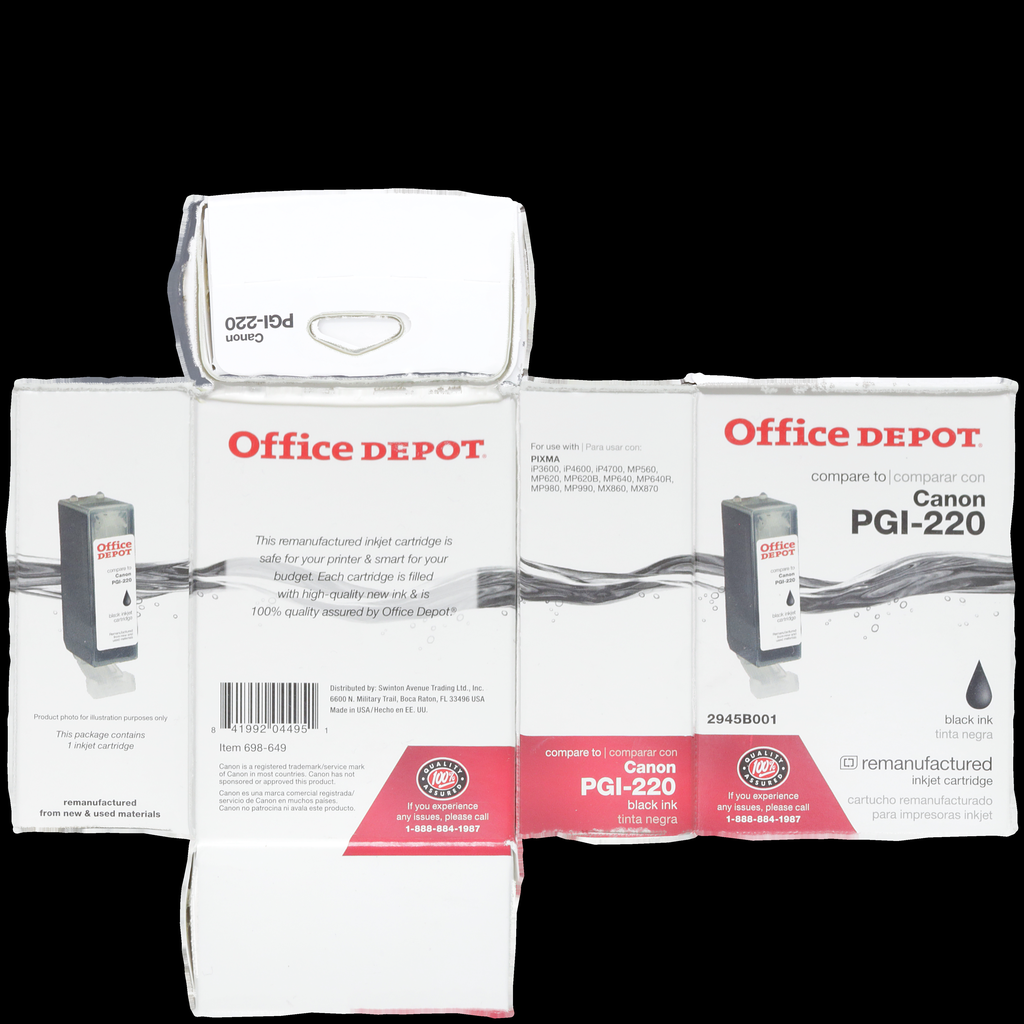 Canon
PGI-220
Office DEPOT
compare to
Canon
PGI-220
black inkjet
cartridge
Product photo for illustration purposes only
This package contains
1 inkjet cartridge
remanufactured
from new & used materials
Office DEPOT.
This remanufactured inkjet cartridge is
safe for your printer & smart for your
budget. Each cartridge is filled
with high-quality new ink & is
100% quality assured by Office Depot.®
8 41992 04495 1
Distributed by: Swinton Avenue Trading Ltd., Inc.
6600 N. Military Trail, Boca Raton, FL 33496 USA
Made in USA/Hecho en EE. UU.
Item 698-649
Canon is a registered trademark/service mark
of Canon in most countries. Canon has not
sponsored or approved this product.
Canon es una marca comercial registrada/
servicio de Canon en muchos países.
Canon no patrocina ni avala este producto.
QUALITY
100%
ASSURED
If you experience
any issues, please call
1-888-884-1987
For use with | Para usar con:
PIXMA
iP3600, iP4600, iP4700, MP560,
MP620, MP620B, MP640, MP640R,
MP980, MP990, MX860, MX870
compare to | comparar con
Canon
PGI-220
black ink
tinta negra
Office DEPOT.
compare to | comparar con
Canon
PGI-220
Office
DEPOT
compare to
Canon
PGI-220
black inkjet
cartridge
2945B001
black ink
tinta negra
QUALITY
100%
ASSURED
If you experience
any issues, please call
1-888-884-1987
remanufactured
inkjet cartridge
cartucho remanufacturado
para impresoras inkjet